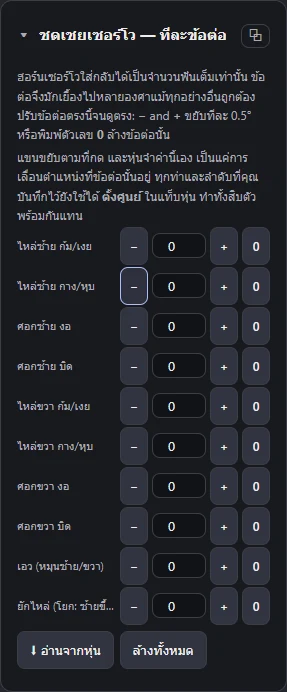 ชดเชยเซอร์โว — ทีละข้อต่อ
ฮอร์นเซอร์โวใส่กลับได้เป็นจำนวนฟันเต็มเท่านั้น ข้อ
ต่อจึงมักเยื้องไปหลายองศาแม้ทุกอย่างอื่นถูกต้อง
ปรับข้อต่อตรงนี้จนดูตรง: − and + ขยับทีละ 0.5°
หรือพิมพ์ตัวเลข 0 ล้างข้อต่อนั้น
แขนขยับตามที่กด และหุ่นจำค่านี้เอง เป็นแค่การ
เลื่อนตำแหน่งที่ข้อต่อนั้นอยู่ ทุกท่าและลำดับที่คุณ
บันทึกไว้ยังใช้ได้ ตั้งศูนย์ ในแท็บหุ่น ทำทั้งสิบตัว
พร้อมกันแทน
ไหล่ซ้าย ก้ม/เงย − 0 + 0
ไหล่ซ้าย กาง/หุบ − 0 + 0
ศอกซ้าย งอ − 0 + 0
ศอกซ้าย บิด − 0 + 0
ไหล่ขวา ก้ม/เงย − 0 + 0
ไหล่ขวา กาง/หุบ − 0 + 0
ศอกขวา งอ − 0 + 0
ศอกขวา บิด − 0 + 0
เอว (หมุนซ้าย/ขวา) − 0 + 0
ยักไหล่ (โยก: ซ้ายขึ้... − 0 + 0
⬇ อ่านจากหุ่น ล้างทั้งหมด